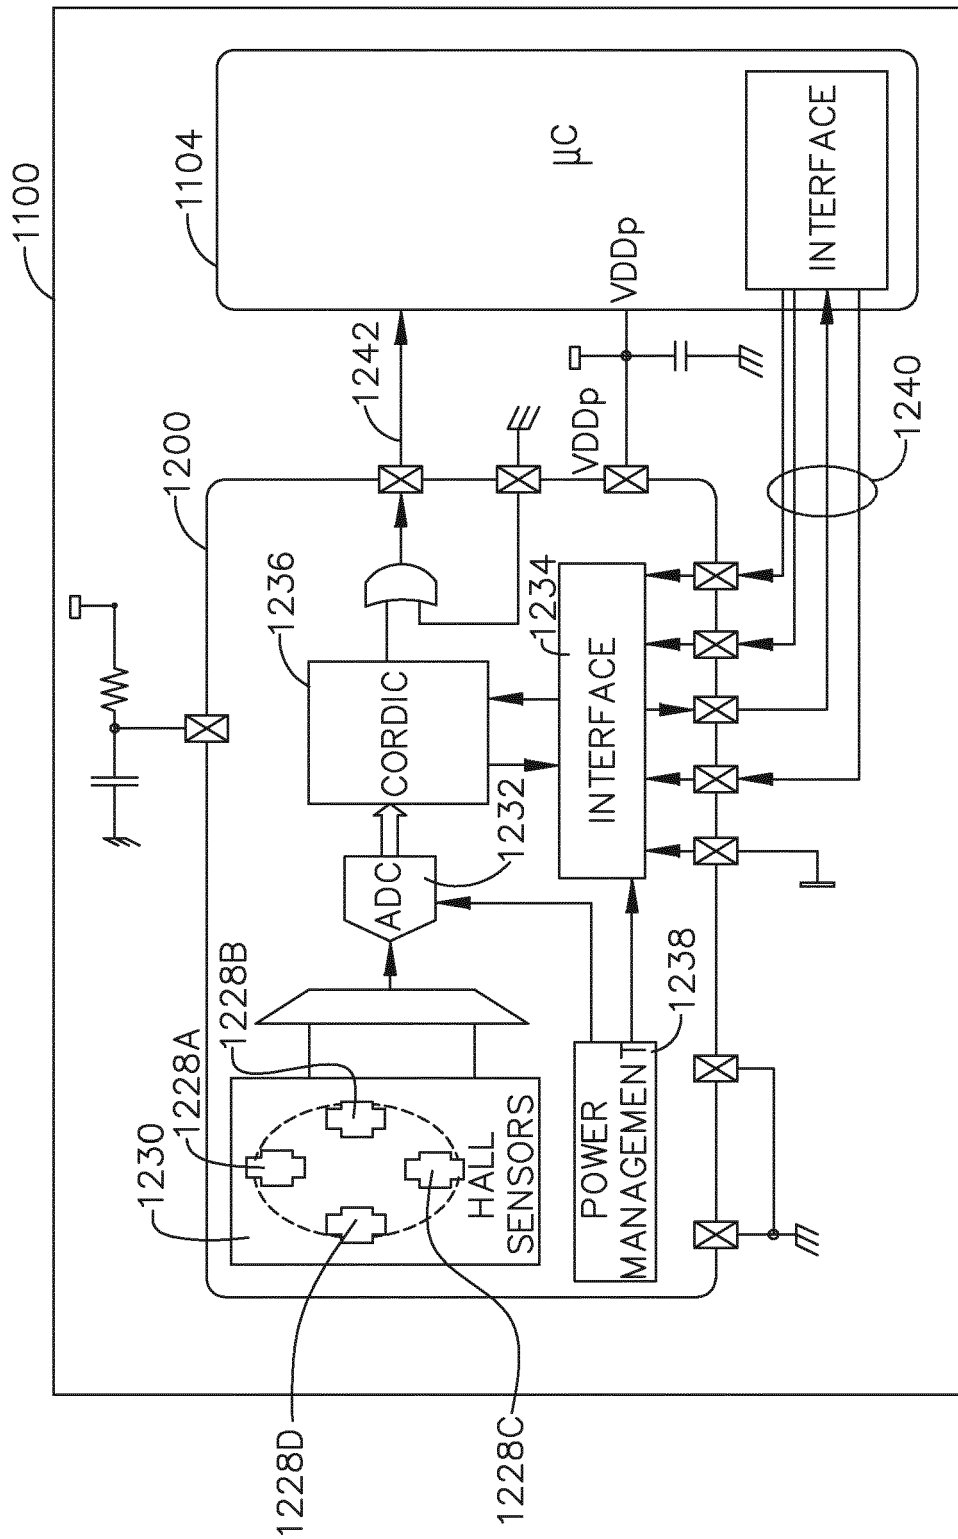 1100
1104
1200
1242
μC
VDDp
VDDp
INTERFACE
1240
1236
1234
CORDIC
INTERFACE
1232
ADC
1228B
1228A
1230
HALL
SENSORS
POWER
MANAGEMENT
1238
1228D
1228C